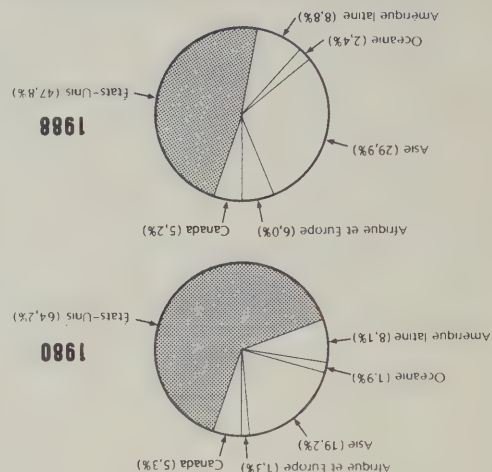 Afrique et Europe (1,3%)
Canada (5,3%)
Asie (19,2%)
Océanie (1.9%)
1980
Amérique latine (8,1%)
États-Unis (64,2%)
Afrique et Europe (6,0%)
Canada (5,2%)
Asie (29,9%)
1988
États-Unis (47,8%)
Océanie (2,4%)
Amérique latine (8,8%)